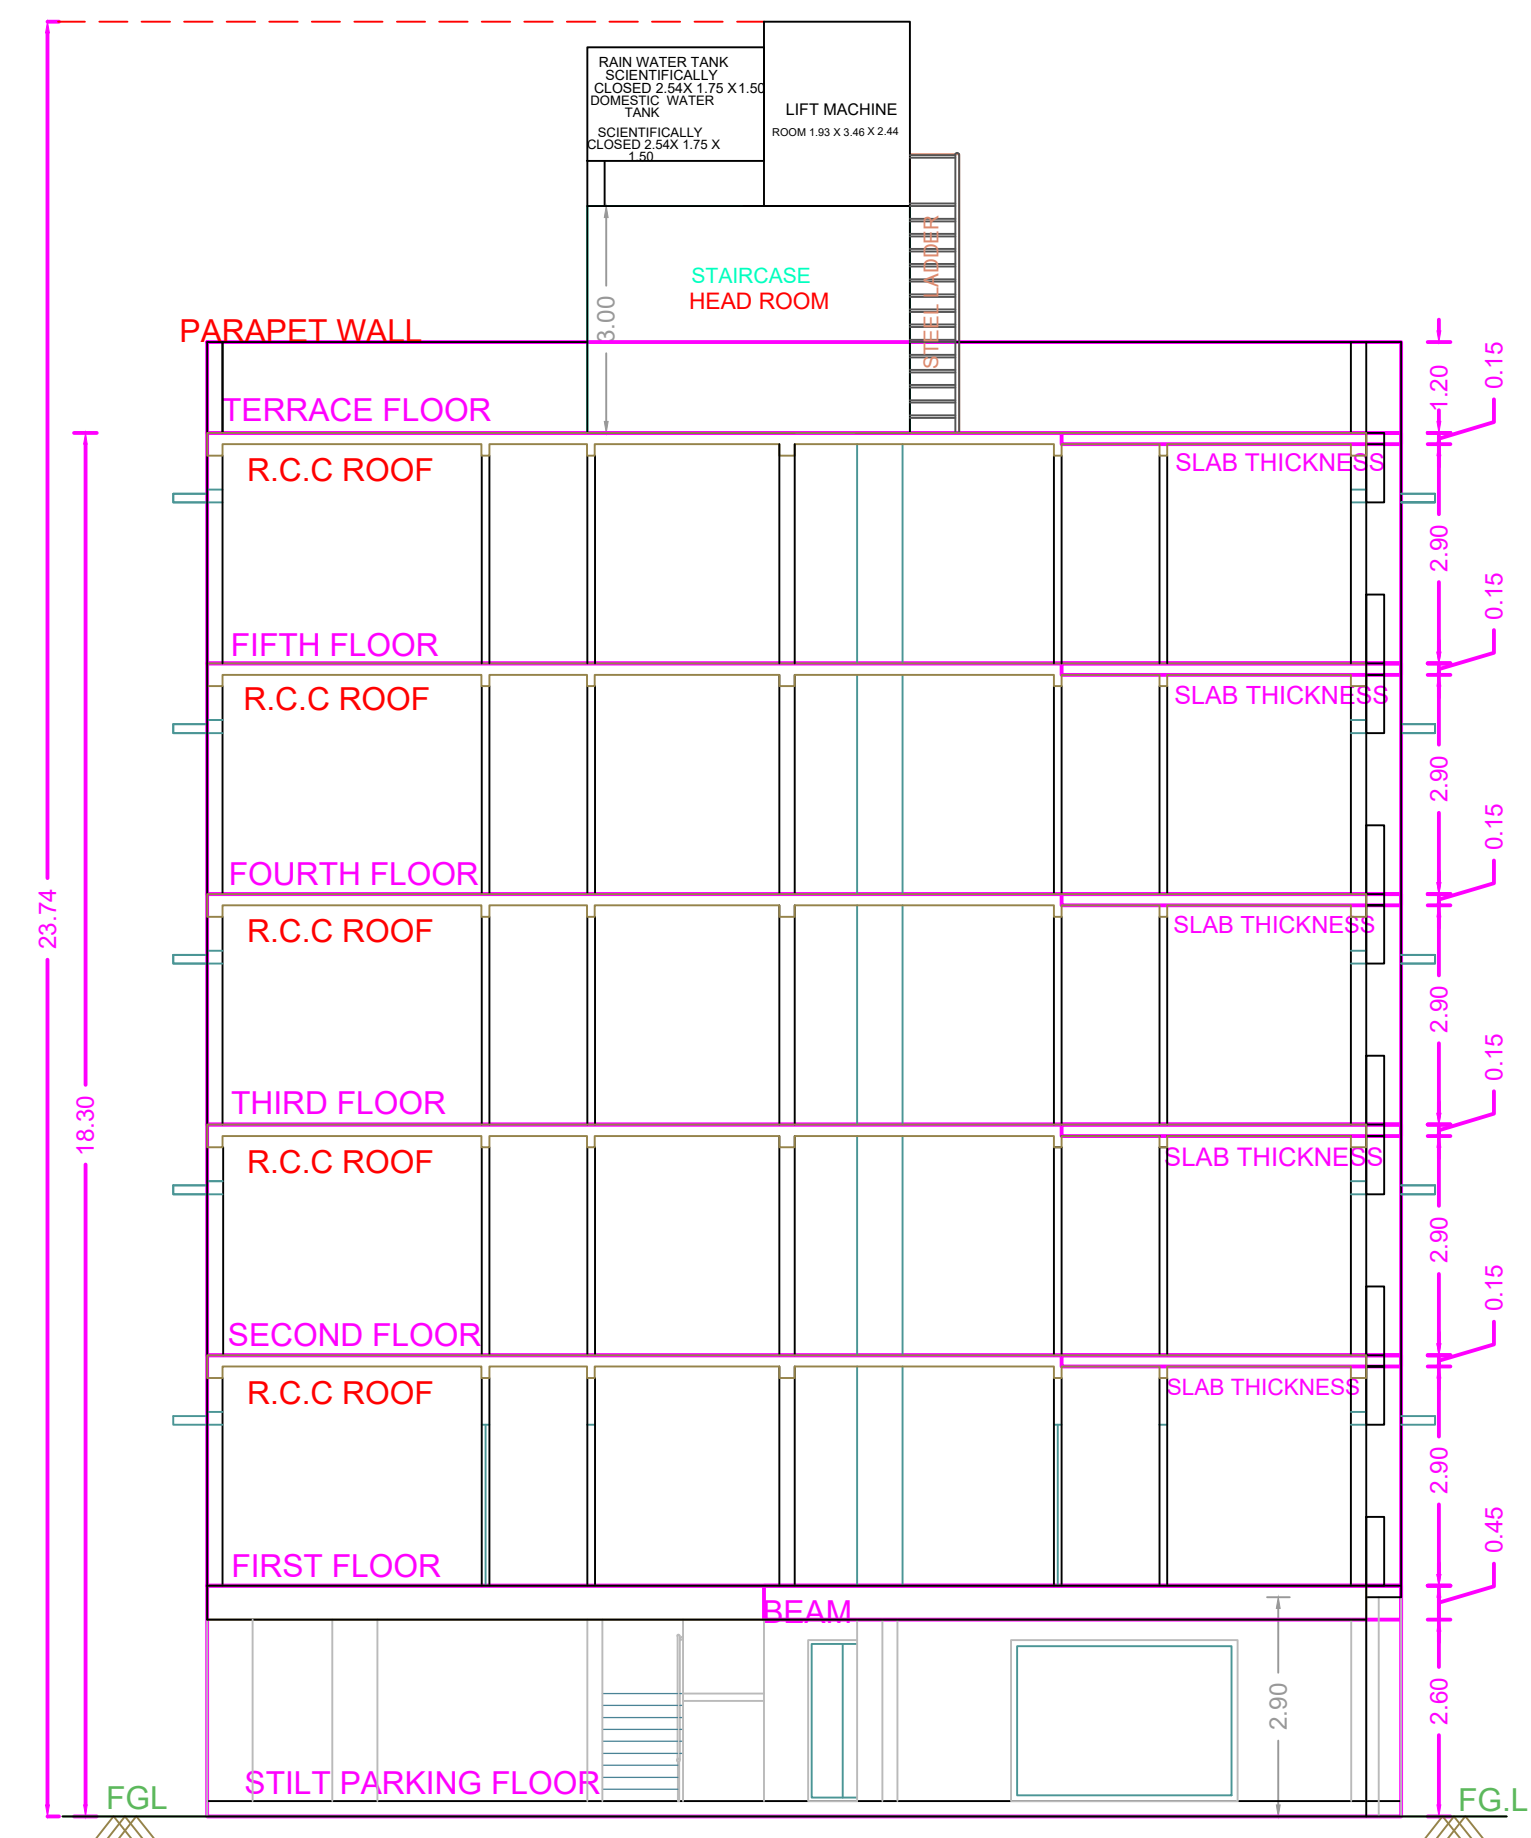 RAIN WATER TANK
SCIENTIFICALLY
CLOSED 2.54X 1.75 X1.50
DOMESTIC WATER
TANK
SCIENTIFICALLY
CLOSED 2.54X 1.75 X
1.50
LIFT MACHINE
ROOM 1.93 X 3.46 X 2.44
STEEL LADDER
STAIRCASE
HEAD ROOM
3.00
PARAPET WALL
1.20
0.15
TERRACE FLOOR
R.C.C ROOF
SLAB THICKNESS
2.90
0.15
FIFTH FLOOR
R.C.C ROOF
SLAB THICKNESS
2.90
0.15
FOURTH FLOOR
23.74
R.C.C ROOF
SLAB THICKNESS
2.90
0.15
THIRD FLOOR
18.30
R.C.C ROOF
SLAB THICKNESS
2.90
0.15
SECOND FLOOR
R.C.C ROOF
SLAB THICKNESS
2.90
0.45
FIRST FLOOR
BEAM
2.90
2.60
STILT PARKING FLOOR
FGL
FG.L